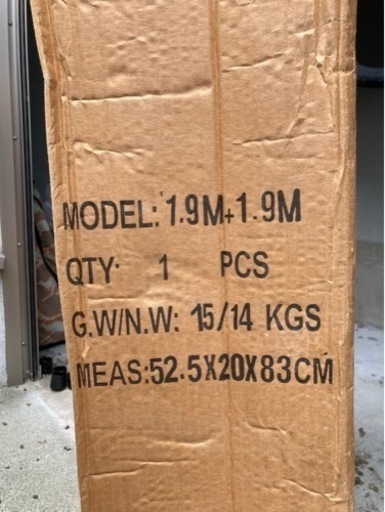 MODEL: 1.9M+1.9M
QTY: 1 PCS
G.W/N.W: 15/14 KGS
MEAS:52.5X20X83CM